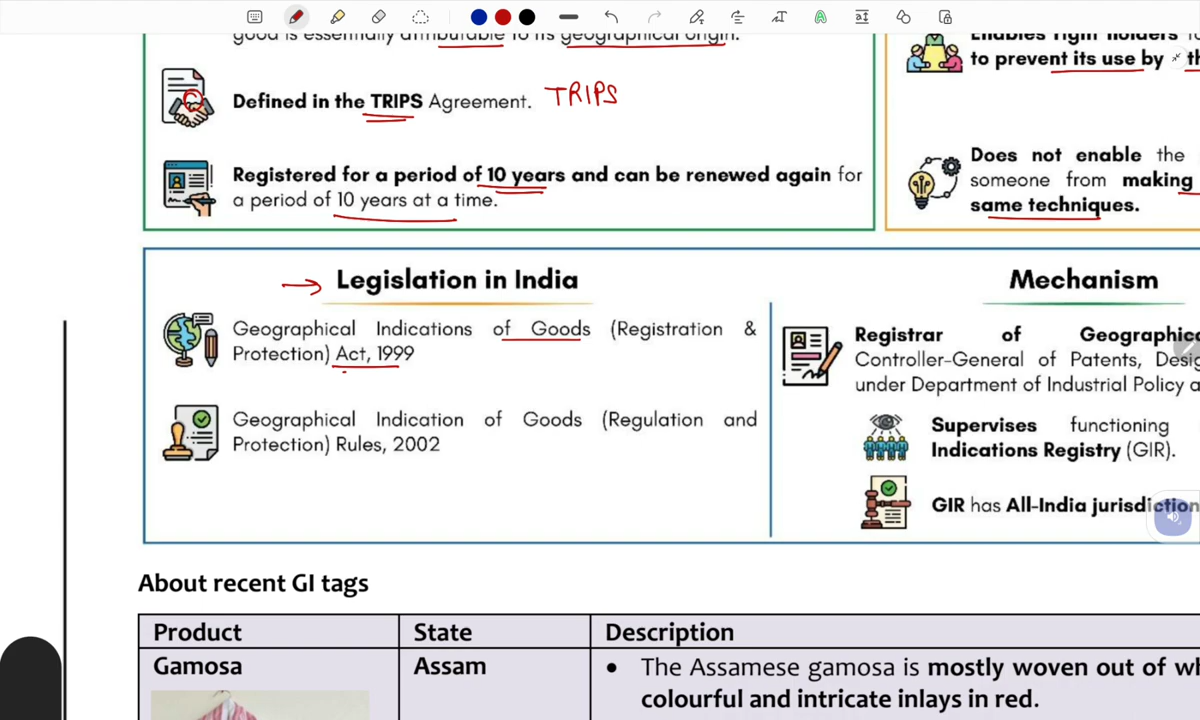 good is essentially attributable to its geographical origin.
Defined in the TRIPS Agreement. TRIPS
Registered for a period of 10 years and can be renewed again for
a period of 10 years at a time.
Enables right holders
to prevent its use by
Does not enable the
someone from making
same techniques.
Legislation in India
Geographical Indications of Goods (Registration &
Protection) Act, 1999
Geographical Indication of Goods (Regulation and
Protection) Rules, 2002
Mechanism
Registrar of
Controller-General of Patents,
under Department of Industrial Policy
Supervises functioning
Indications Registry (GIR).
GIR has All-India jurisdiction
About recent GI tags
Product State Description
Gamosa Assam • The Assamese gamosa is mostly woven out of
colourful and intricate inlays in red.